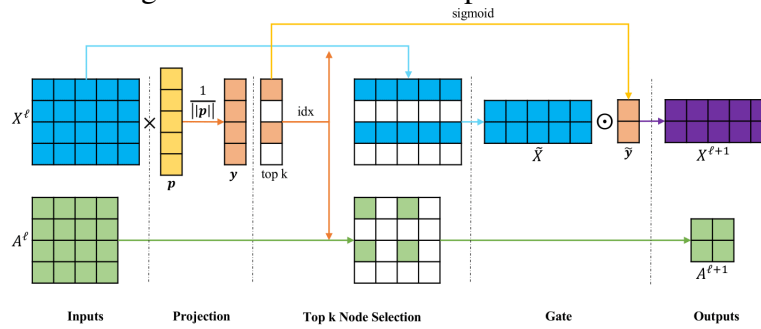 sigmoid
X^ℓ
×
1
||p||
idx
p
y
top k
X̃
⊙
ỹ
X^{ℓ+1}
A^ℓ
A^{ℓ+1}
Inputs
Projection
Top k Node Selection
Gate
Outputs